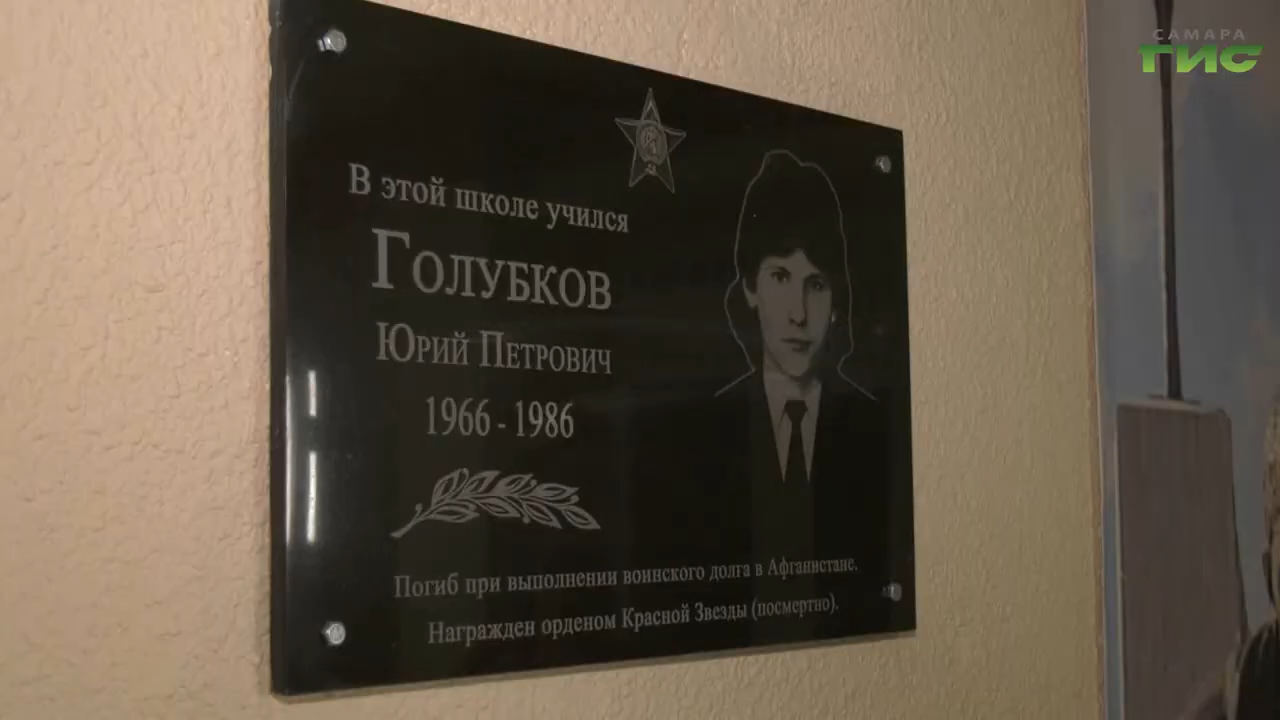 САМАРА
ГИС
В этой школе учился
Голубков
Юрий Петрович
1966 - 1986
Погиб при выполнении воинского долга в Афганистане.
Награжден орденом Красной Звезды (посмертно).